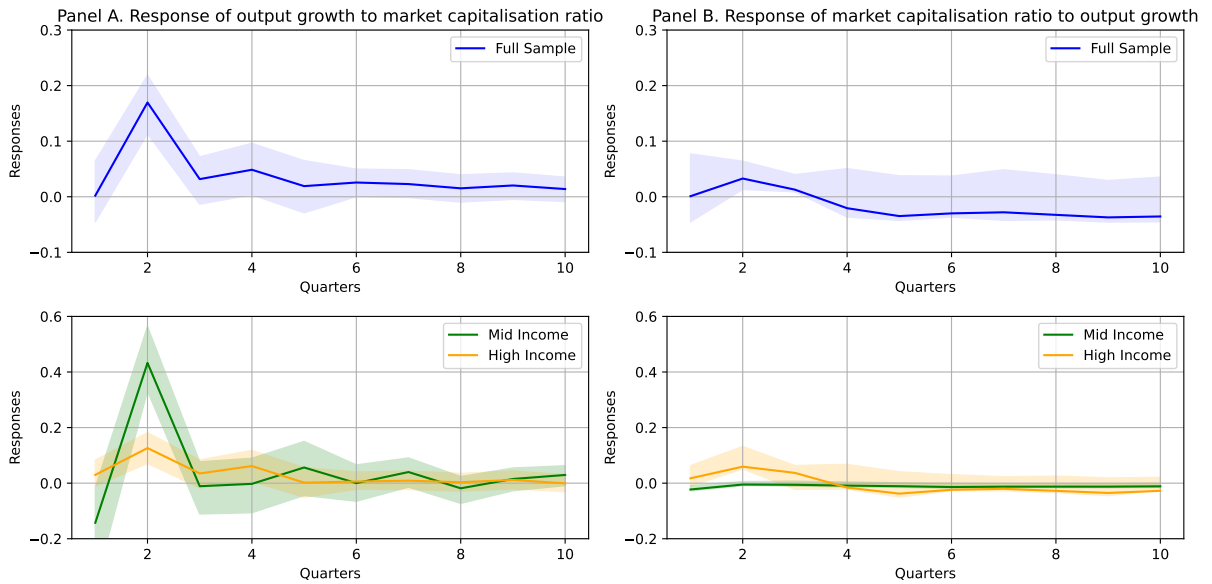 Panel A. Response of output growth to market capitalisation ratio
0.3
0.2
0.1
0.0
−0.1
Responses
Full Sample
2
4
6
8
10
Quarters
Panel B. Response of market capitalisation ratio to output growth
0.3
0.2
0.1
0.0
−0.1
Responses
Full Sample
2
4
6
8
10
Quarters
0.6
0.4
0.2
0.0
−0.2
Responses
Mid Income
High Income
2
4
6
8
10
Quarters
0.6
0.4
0.2
0.0
−0.2
Responses
Mid Income
High Income
2
4
6
8
10
Quarters